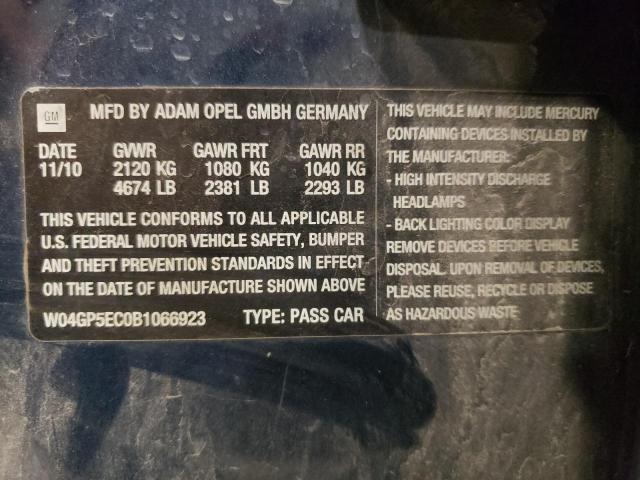 GM
MFD BY ADAM OPEL GMBH GERMANY
DATE GVWR GAWR FRT GAWR RR
11/10 2120 KG 1080 KG 1040 KG
4674 LB 2381 LB 2293 LB
THIS VEHICLE CONFORMS TO ALL APPLICABLE
U.S. FEDERAL MOTOR VEHICLE SAFETY, BUMPER
AND THEFT PREVENTION STANDARDS IN EFFECT
ON THE DATE OF MANUFACTURE SHOWN ABOVE
W04GP5EC0B1066923 TYPE: PASS CAR
THIS VEHICLE MAY INCLUDE MERCURY
CONTAINING DEVICES INSTALLED BY
THE MANUFACTURER:
- HIGH INTENSITY DISCHARGE
HEADLAMPS
- BACK LIGHTING COLOR DISPLAY
REMOVE DEVICES BEFORE VEHICLE
DISPOSAL. UPON REMOVAL OF DEVICES,
PLEASE REUSE, RECYCLE OR DISPOSE
AS HAZARDOUS WASTE